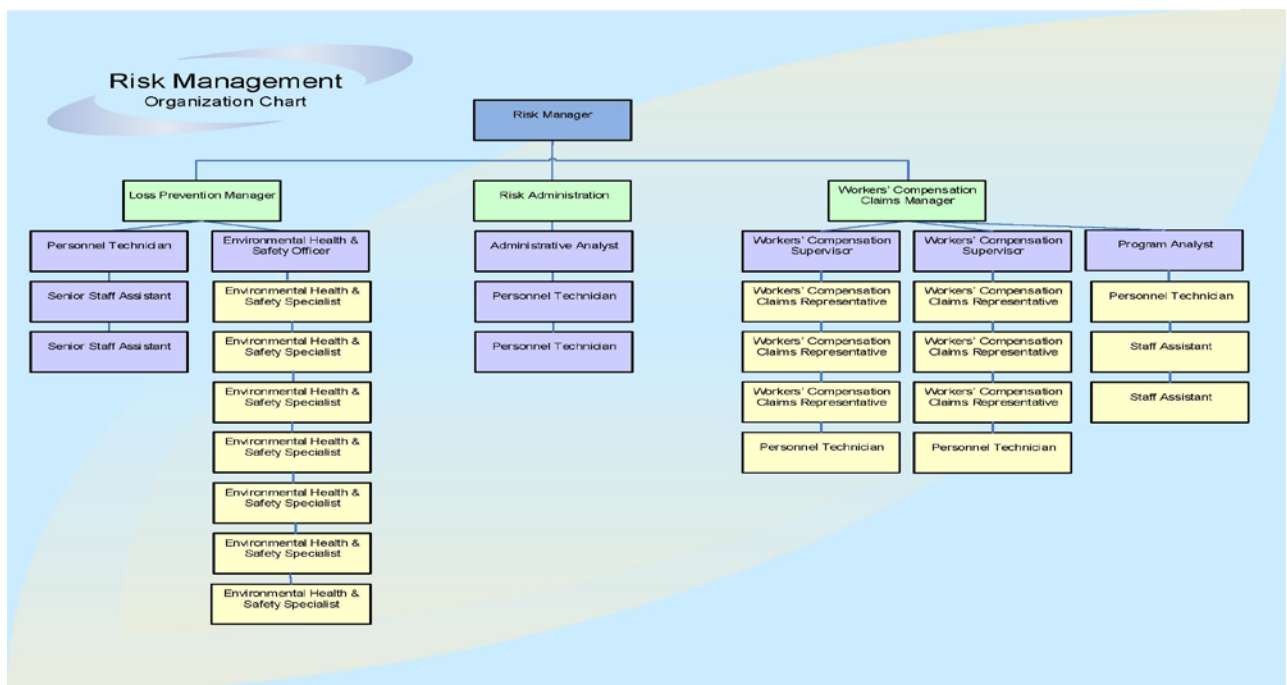 Risk Management
Organization Chart
Risk Manager
Loss Prevention Manager
Risk Administration
Workers' Compensation
Claims Manager
Personnel Technician
Environmental Health &
Safety Officer
Administrative Analyst
Workers' Compensation
Supervisor
Workers' Compensation
Supervisor
Program Analyst
Senior Staff Assistant
Environmental Health &
Safety Specialist
Personnel Technician
Workers' Compensation
Claims Representative
Workers' Compensation
Claims Representative
Personnel Technician
Senior Staff Assistant
Environmental Health &
Safety Specialist
Personnel Technician
Workers' Compensation
Claims Representative
Workers' Compensation
Claims Representative
Staff Assistant
Environmental Health &
Safety Specialist
Workers' Compensation
Claims Representative
Workers' Compensation
Claims Representative
Staff Assistant
Environmental Health &
Safety Specialist
Personnel Technician
Personnel Technician
Environmental Health &
Safety Specialist
Environmental Health &
Safety Specialist
Environmental Health &
Safety Specialist